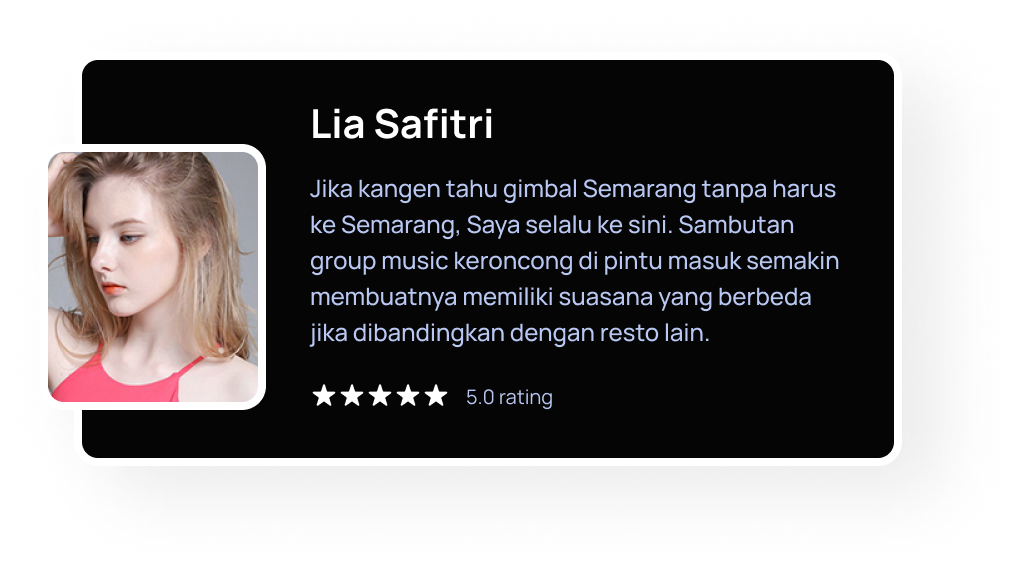 Lia Safitri
Jika kangen tahu gimbal Semarang tanpa harus
ke Semarang, Saya selalu ke sini. Sambutan
group music keroncong di pintu masuk semakin
membuatnya memiliki suasana yang berbeda
jika dibandingkan dengan resto lain.
5.0 rating